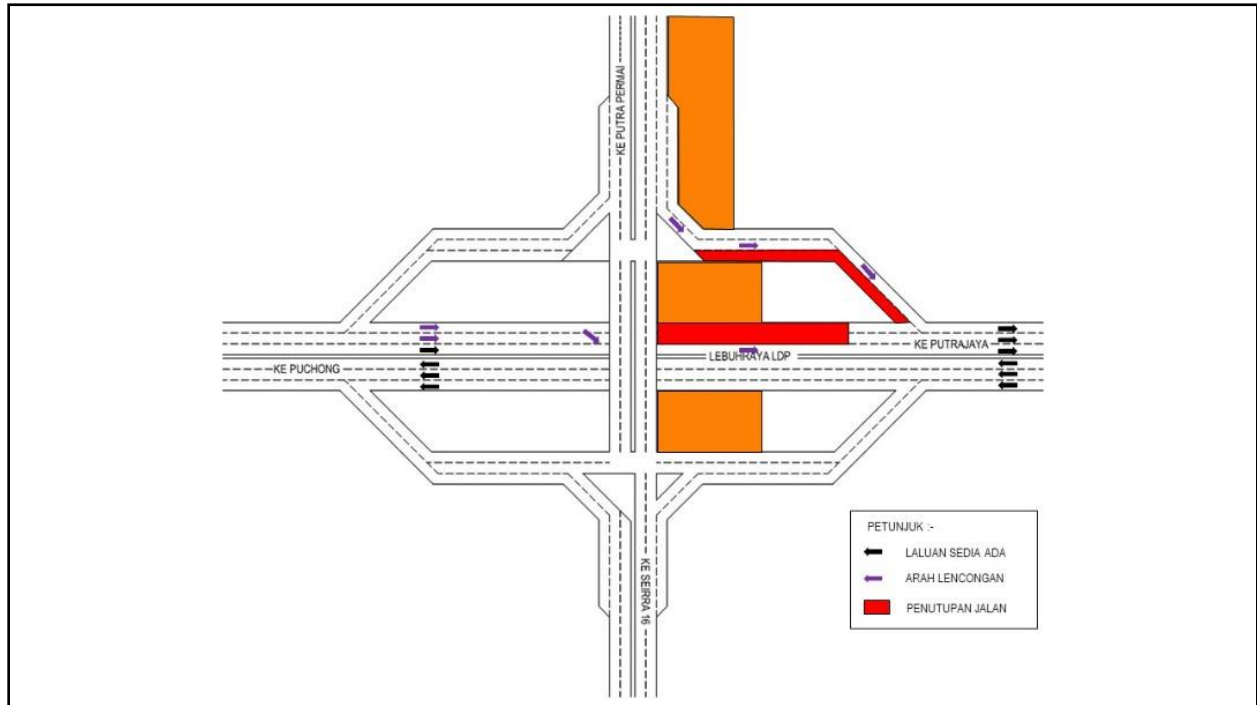 KE PUTRA PERMAI
KE PUTRAJAYA
LEBUHRAYA LDP
KE PUCHONG
KE SEIRRA 16
PETUNJUK :-
LALUAN SEDIA ADA
ARAH LENCONGAN
PENUTUPAN JALAN